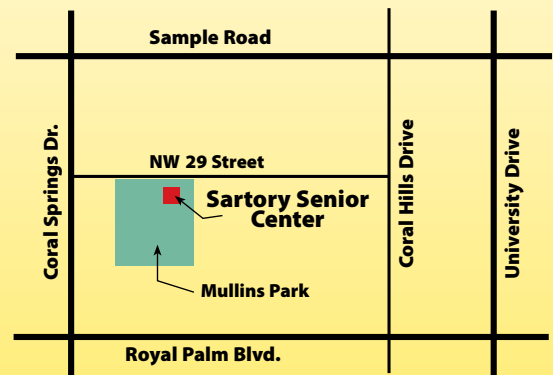 Sample Road
Coral Springs Dr.
NW 29 Street
Coral Hills Drive
University Drive
Sartory Senior
Center
Mullins Park
Royal Palm Blvd.